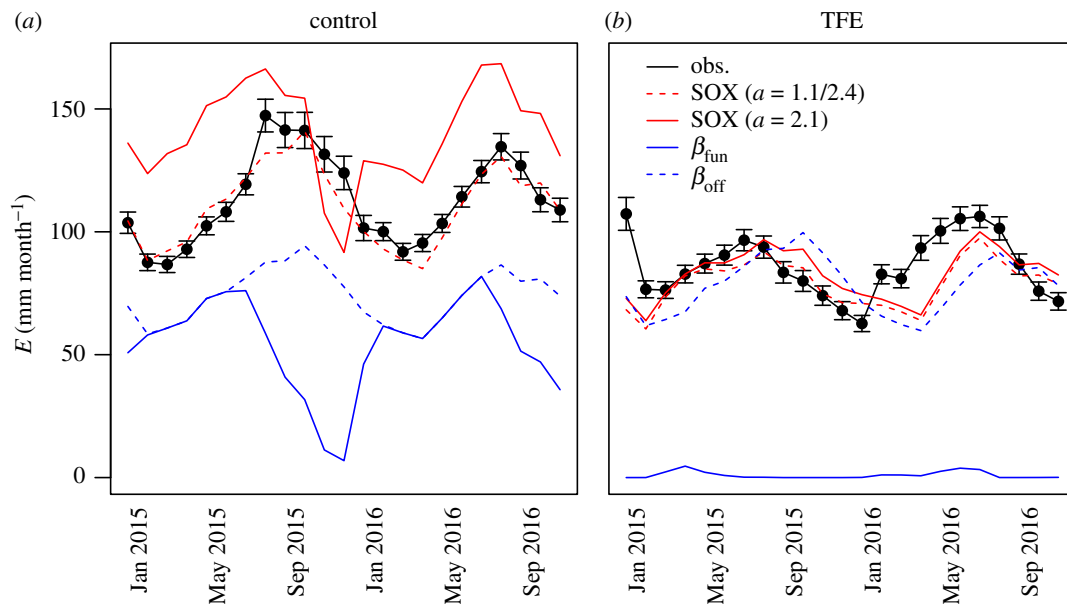 (a) control
(b) TFE
E (mm month⁻¹)
150
100
50
0
Jan 2015
May 2015
Sep 2015
Jan 2016
May 2016
Sep 2016
obs.
SOX (a = 1.1/2.4)
SOX (a = 2.1)
βfun
βoff
Jan 2015
May 2015
Sep 2015
Jan 2016
May 2016
Sep 2016